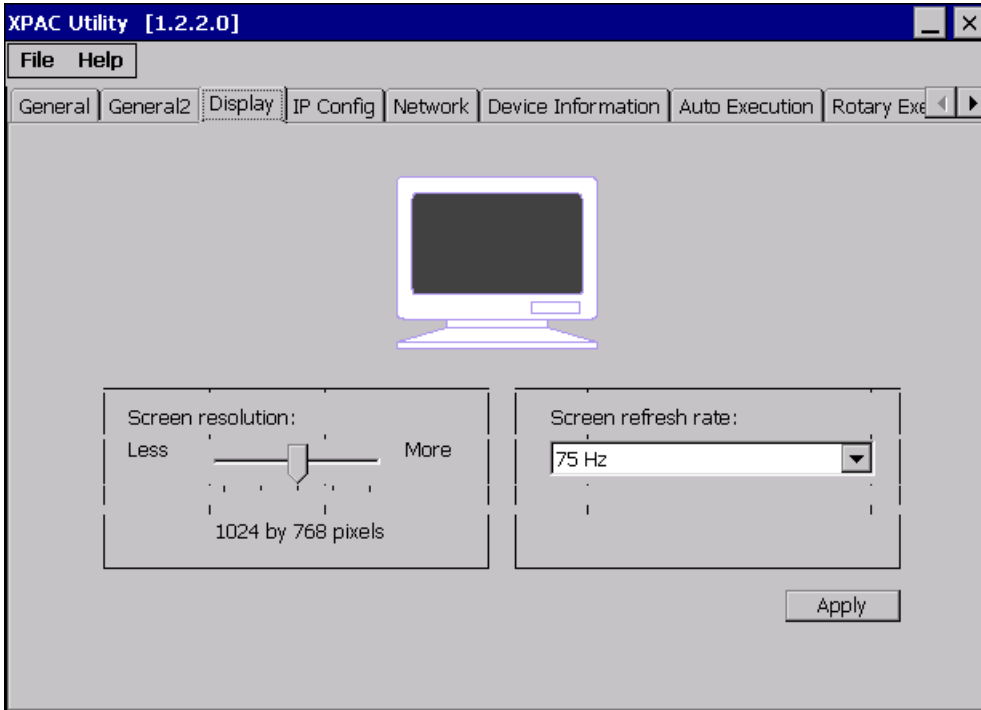 XPAC Utility [1.2.2.0]
File Help
General General2 Display IP Config Network Device Information Auto Execution Rotary Exe
Screen resolution:
Less More
1024 by 768 pixels
Screen refresh rate:
75 Hz
Apply